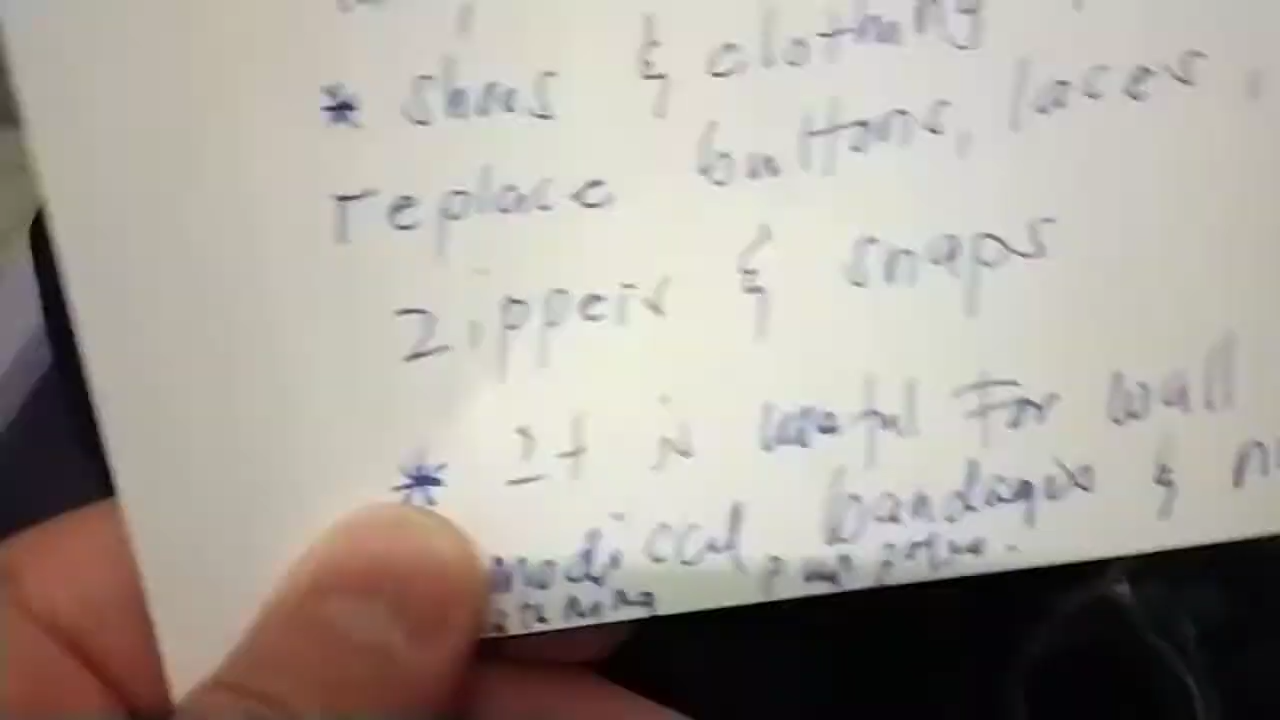 * shoes & clothing
replace buttons, laces,
zippers & snaps
* It is useful for wall
medical bandages &